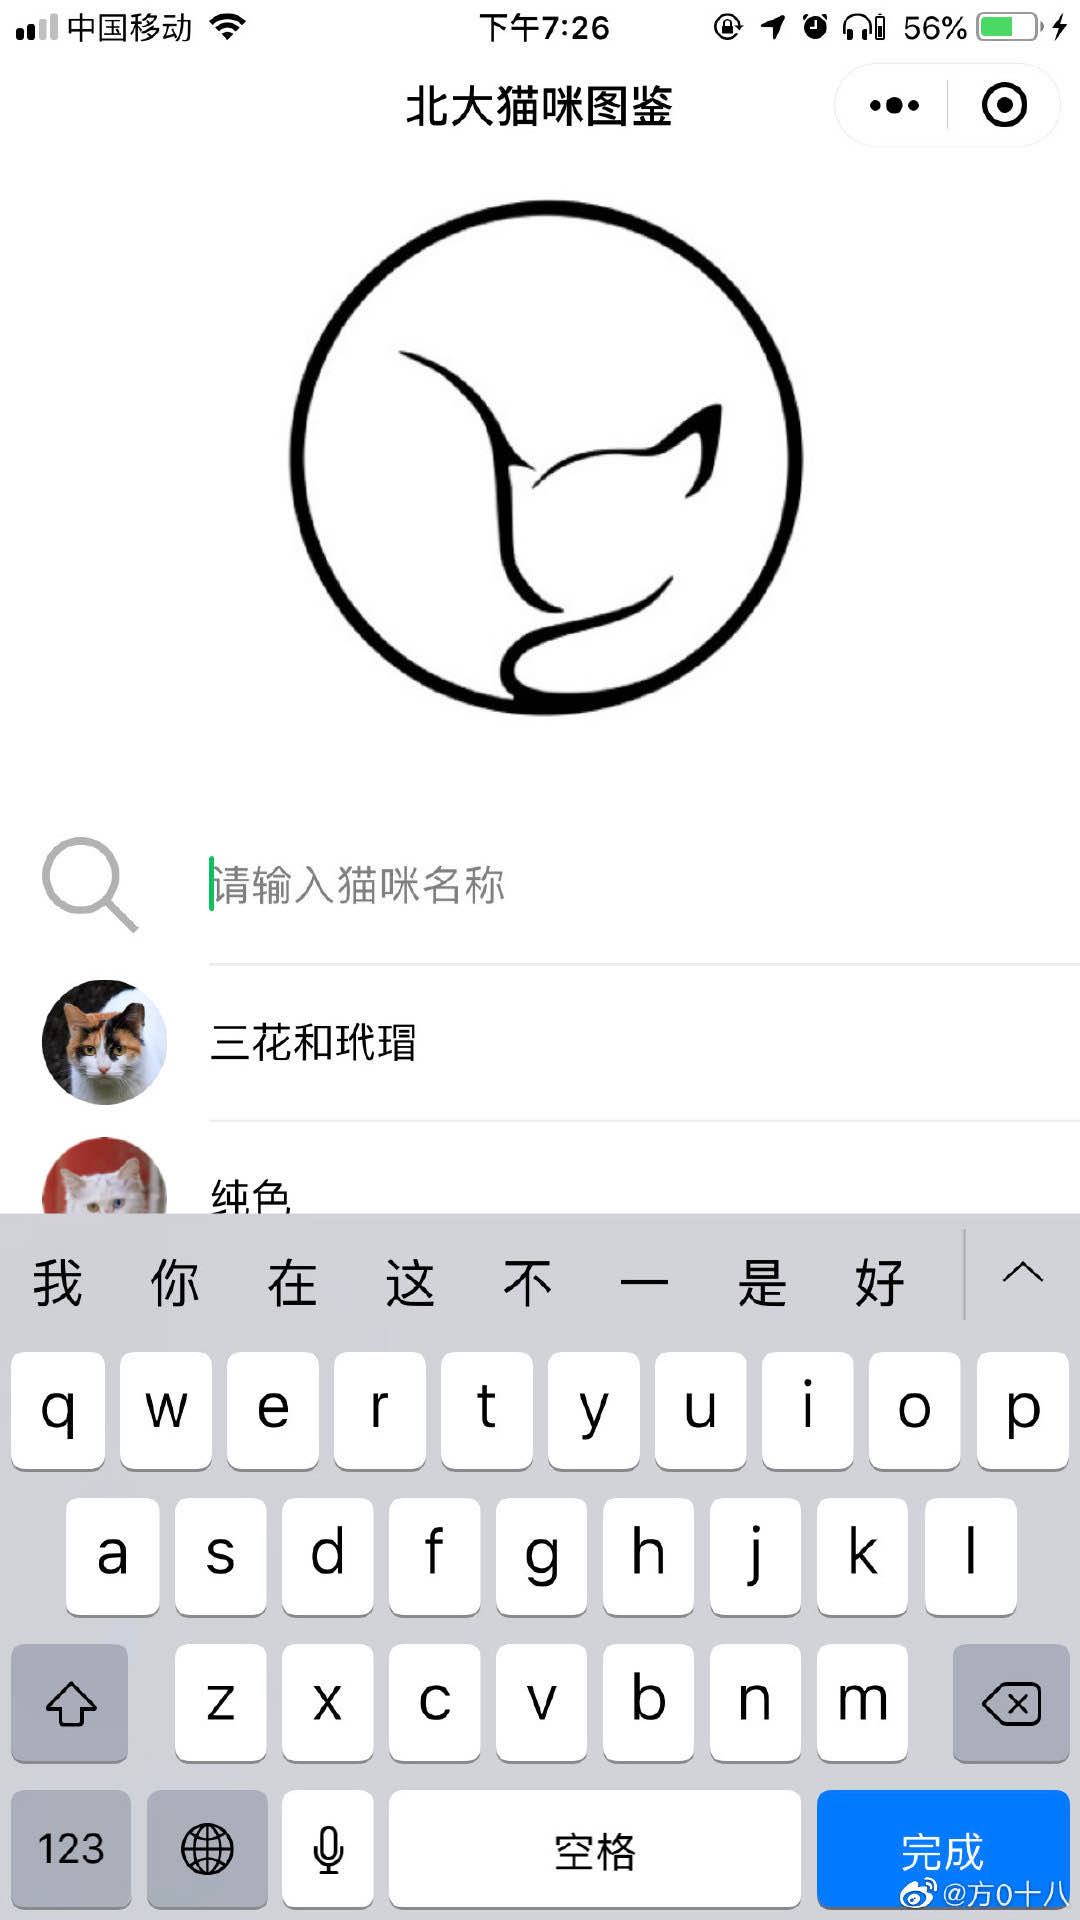 中国移动 下午7:26 56%
北大猫咪图鉴
请输入猫咪名称
三花和玳瑁
纯色
我 你 在 这 不 一 是 好
q w e r t y u i o p
a s d f g h j k l
z x c v b n m
123 空格 完成
@方0十八